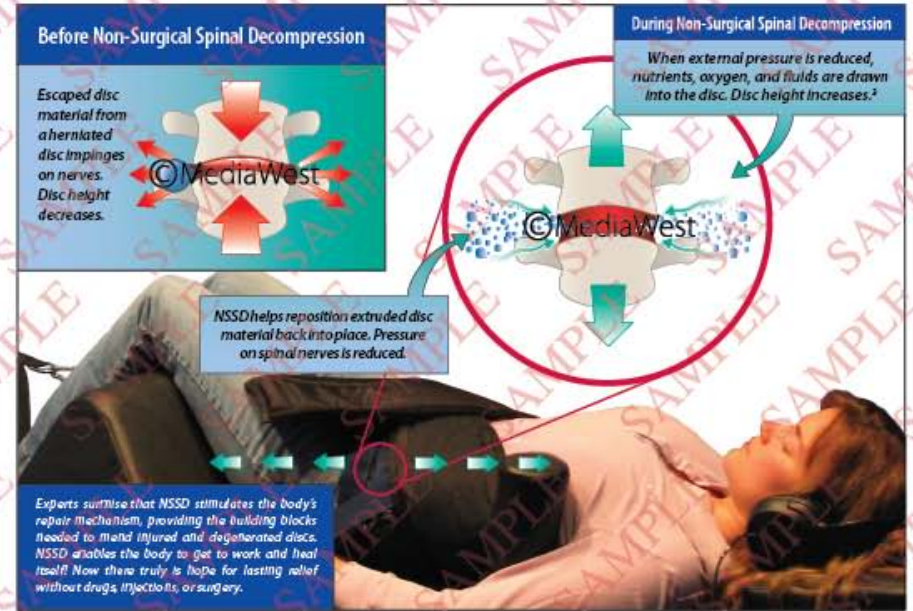 Before Non-Surgical Spinal Decompression
Escaped disc
material from
a herniated
disc impinges
on nerves.
Disc height
decreases.
©MediaWest
During Non-Surgical Spinal Decompression
When external pressure is reduced,
nutrients, oxygen, and fluids are drawn
into the disc. Disc height increases.²
©MediaWest
NSSD helps reposition extruded disc
material back into place. Pressure
on spinal nerves is reduced.
Experts surmise that NSSD stimulates the body's
repair mechanism, providing the building blocks
needed to mend injured and degenerated discs.
NSSD enables the body to get to work and heal
itself! Now there truly is hope for lasting relief
without drugs, injections, or surgery.
SAMPLE